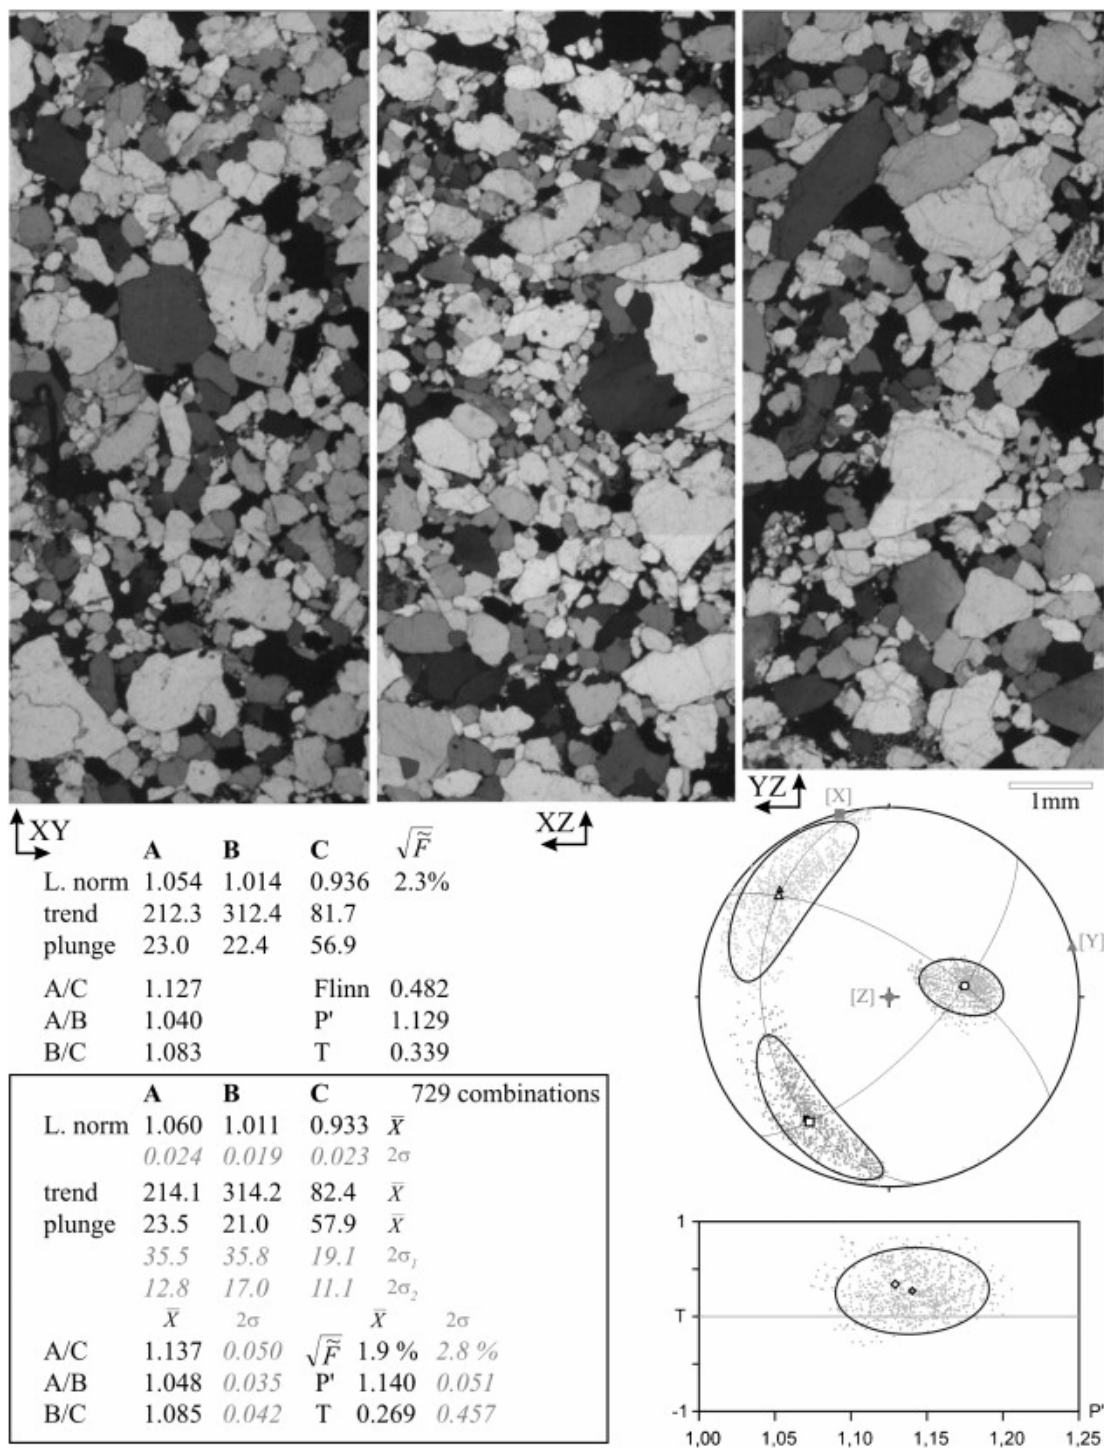 XY
XZ
YZ
1mm
A B C √F̃
L. norm 1.054 1.014 0.936 2.3%
trend 212.3 312.4 81.7
plunge 23.0 22.4 56.9
A/C 1.127 Flinn 0.482
A/B 1.040 P' 1.129
B/C 1.083 T 0.339
A B C 729 combinations
L. norm 1.060 1.011 0.933 X̄
0.024 0.019 0.023 2σ
trend 214.1 314.2 82.4 X̄
plunge 23.5 21.0 57.9 X̄
35.5 35.8 19.1 2σ₁
12.8 17.0 11.1 2σ₂
X̄ 2σ X̄ 2σ
A/C 1.137 0.050 √F̃ 1.9 % 2.8 %
A/B 1.048 0.035 P' 1.140 0.051
B/C 1.085 0.042 T 0.269 0.457
[X]
[Y]
[Z]
1
T
-1
P'
1,00 1,05 1,10 1,15 1,20 1,25